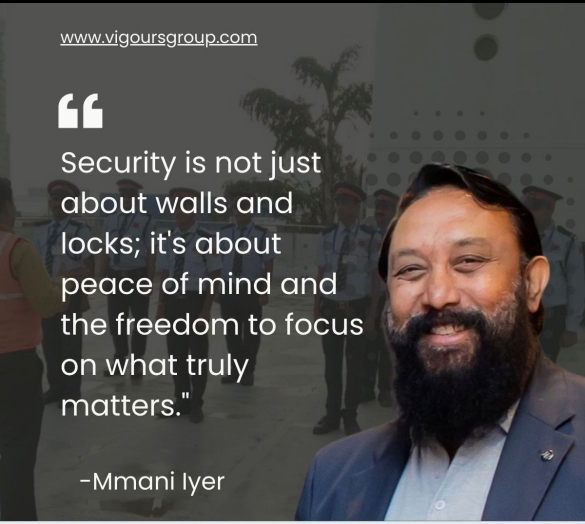 www.vigoursgroup.com
“
Security is not just
about walls and
locks; it's about
peace of mind and
the freedom to focus
on what truly
matters."
-Mmani Iyer